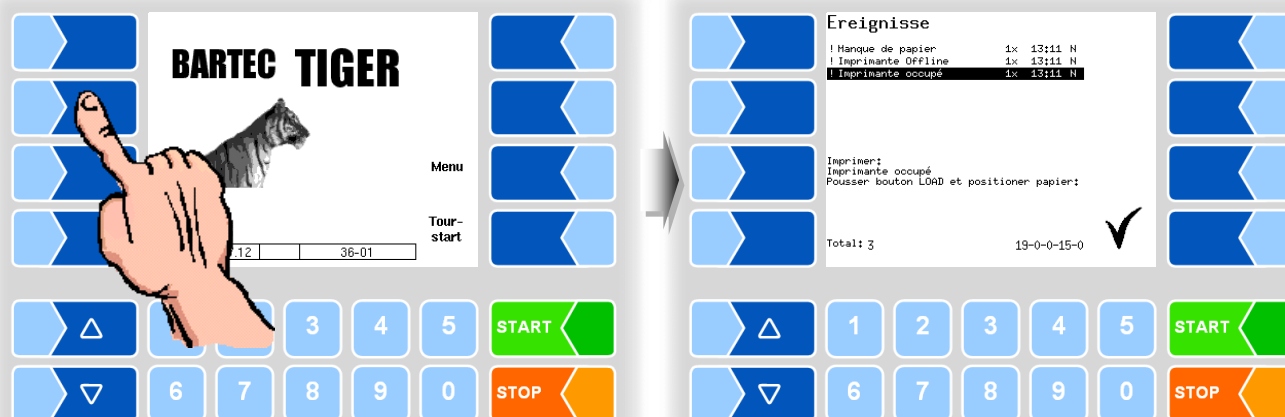 BARTEC TIGER
Menu
Tour-
start
.12 36-01
3 4 5 START
6 7 8 9 0 STOP
Ereignisse
! Manque de papier 1x 13:11 N
! Imprimante Offline 1x 13:11 N
! Imprimante occupé 1x 13:11 N
Imprimer:
Imprimante occupé
Pousser bouton LOAD et positioner papier:
Total: 3 19-0-0-15-0
1 2 3 4 5 START
6 7 8 9 0 STOP